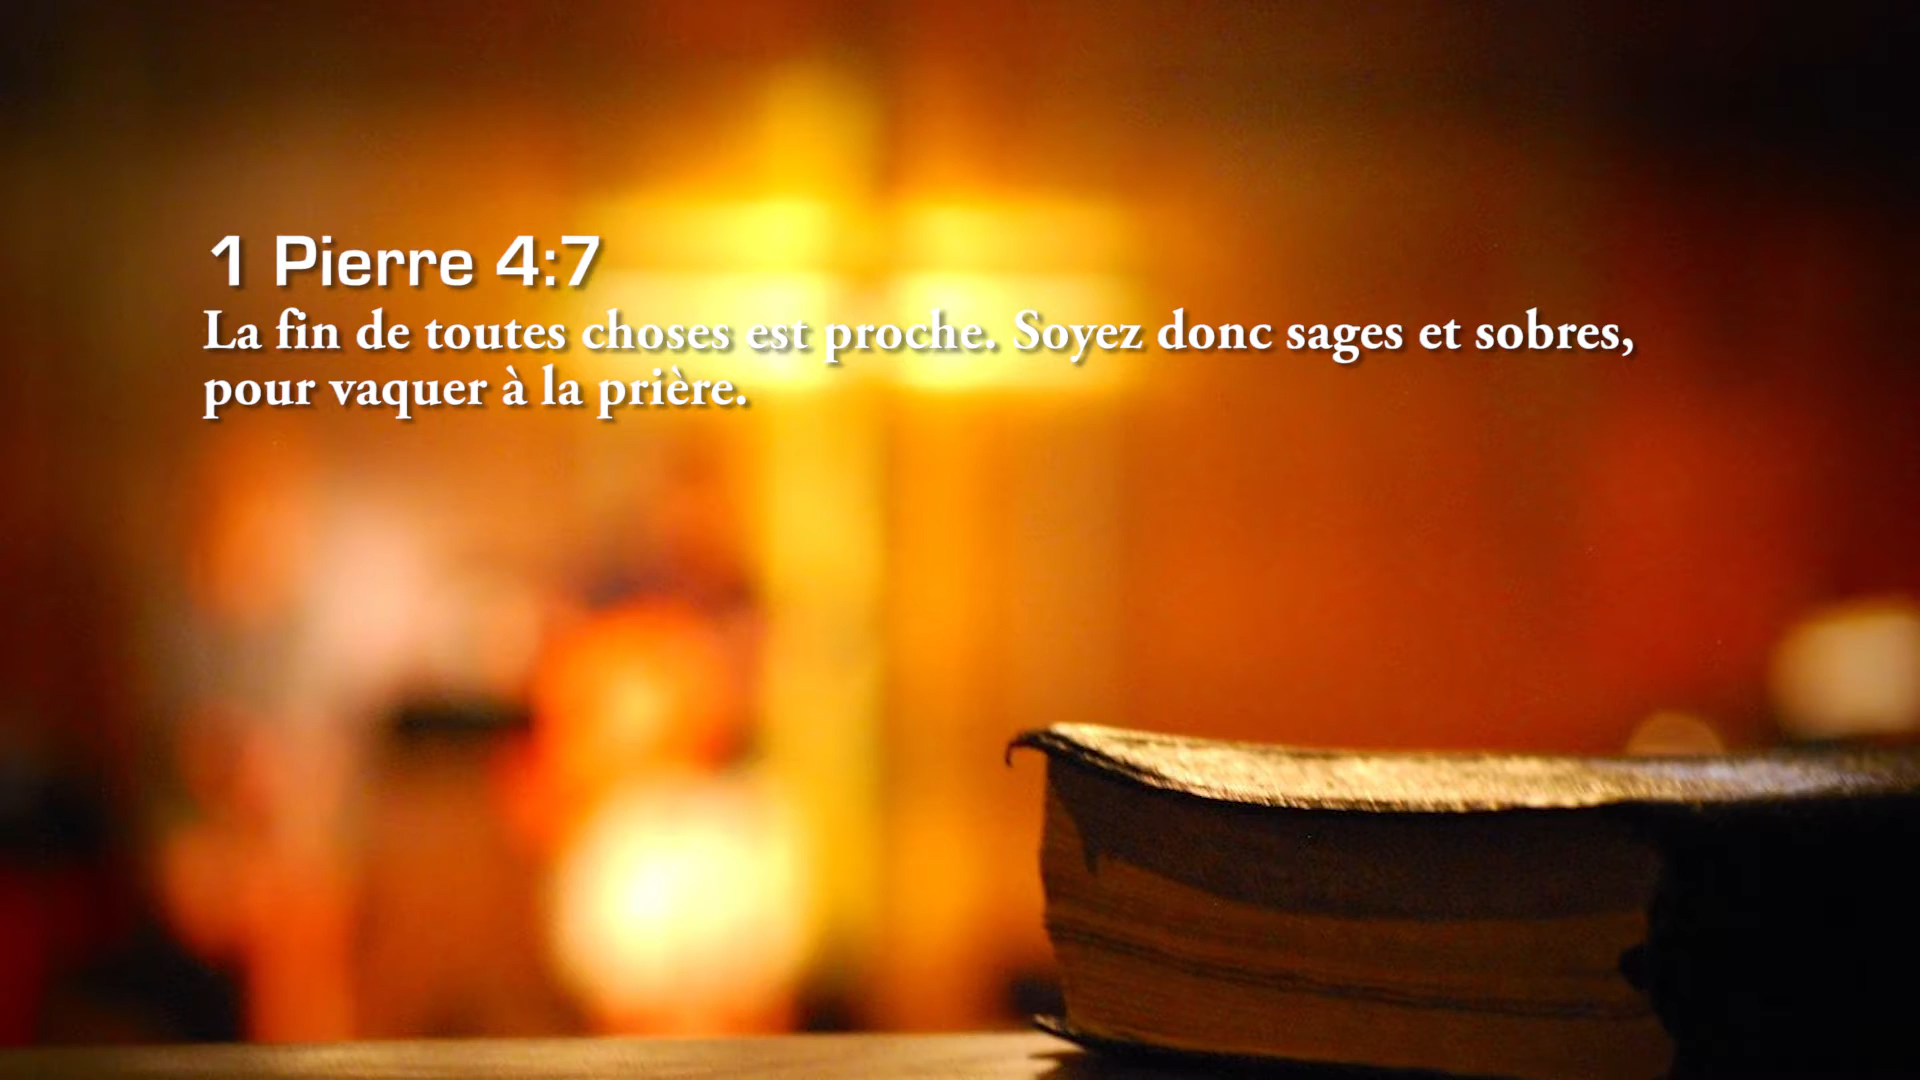 1 Pierre 4:7
La fin de toutes choses est proche. Soyez donc sages et sobres,
pour vaquer à la prière.